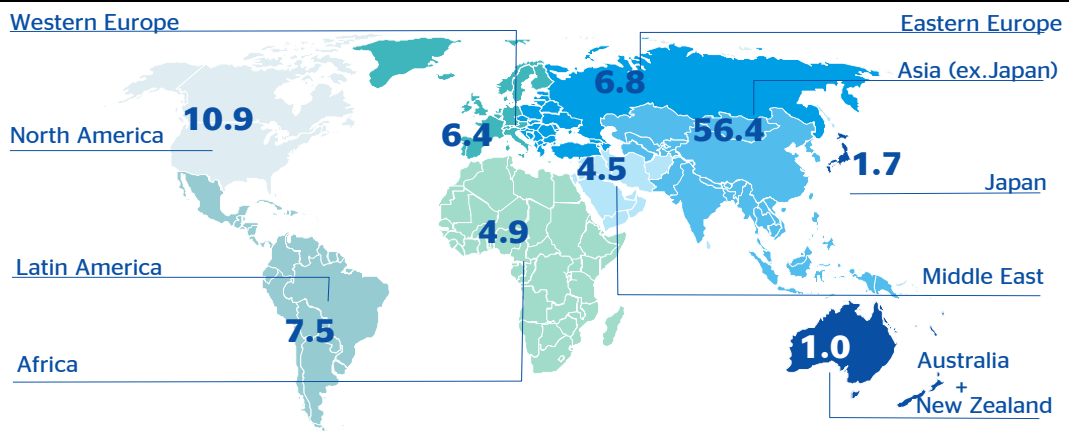 Western Europe
Eastern Europe
Asia (ex.Japan)
6.8
10.9
56.4
North America
6.4
4.5
1.7
Japan
4.9
Latin America
Middle East
7.5
1.0
Africa
Australia
+
New Zealand